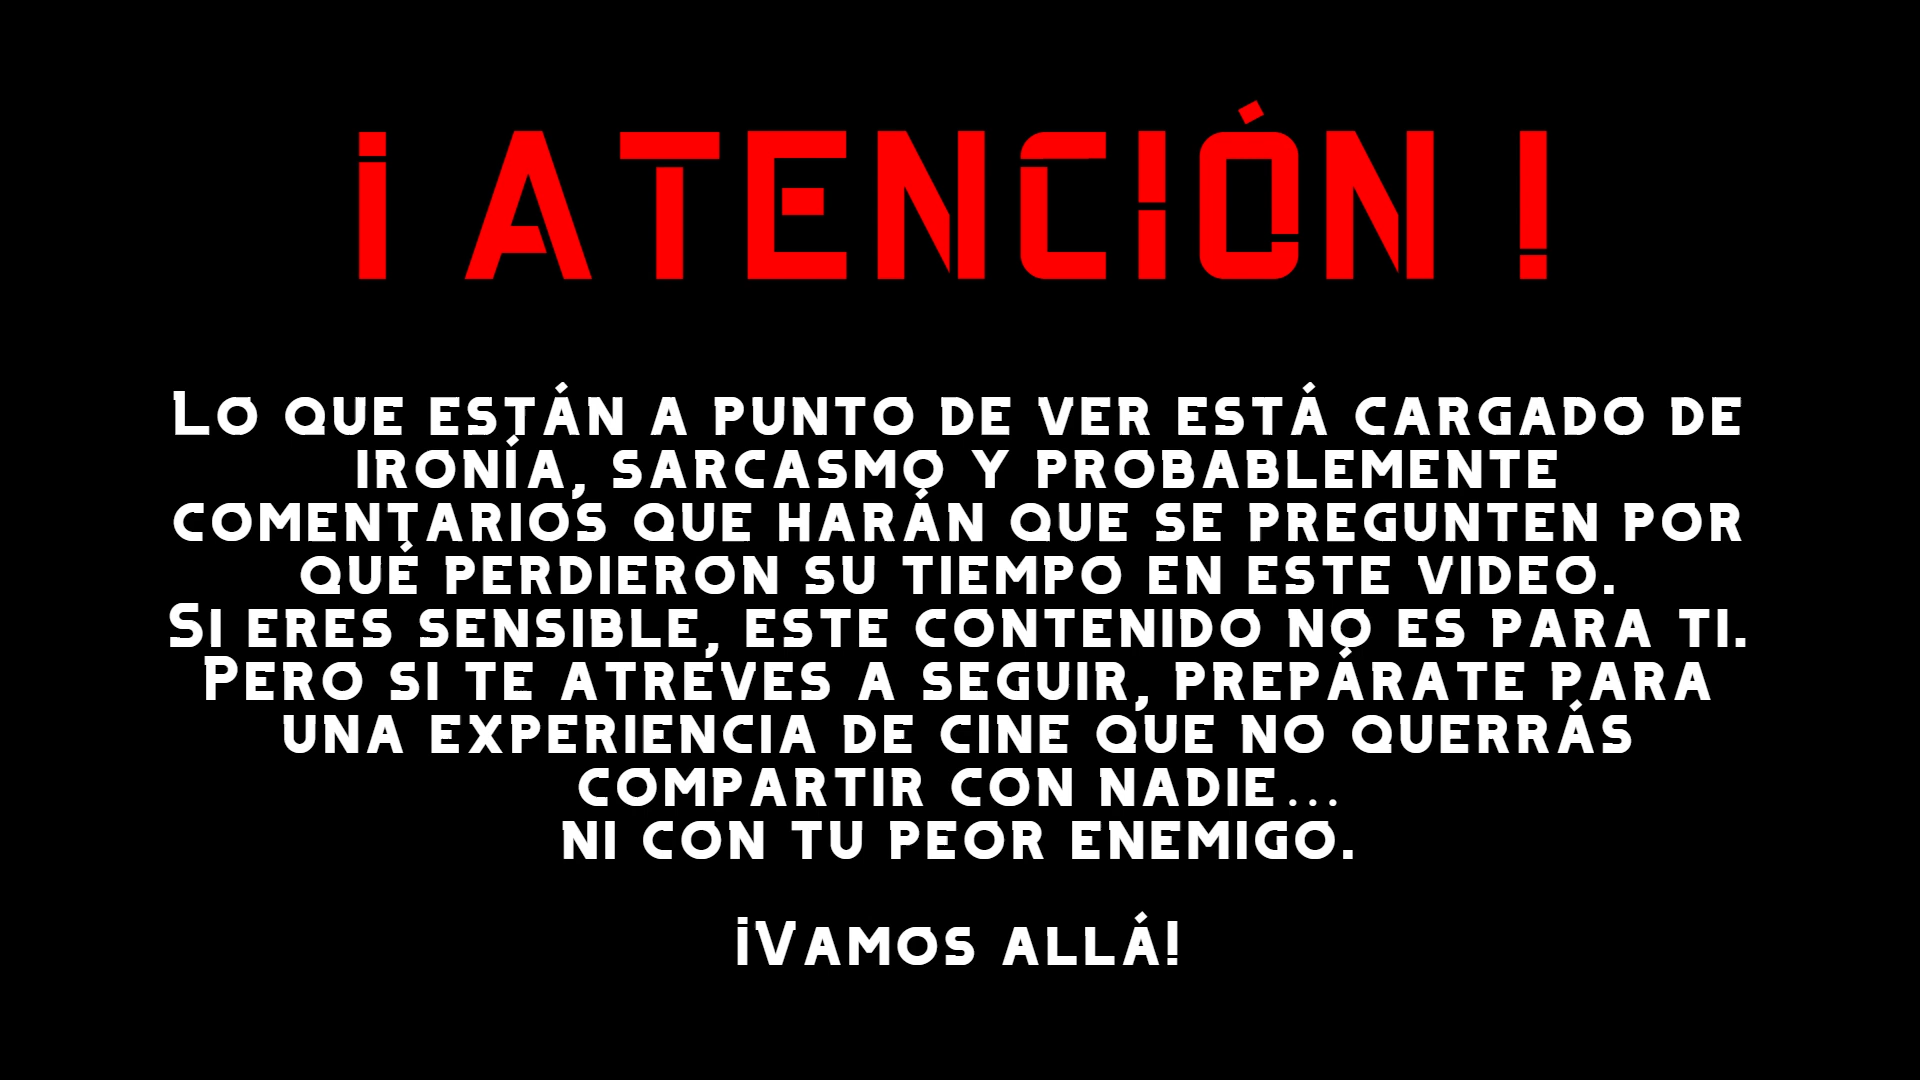 ¡ATENCIÓN!
Lo que están a punto de ver está cargado de
ironía, sarcasmo y probablemente
comentarios que harán que se pregunten por
qué perdieron su tiempo en este video.
Si eres sensible, este contenido no es para ti.
Pero si te atreves a seguir, prepárate para
una experiencia de cine que no querrás
compartir con nadie...
ni con tu peor enemigo.
¡Vamos allá!